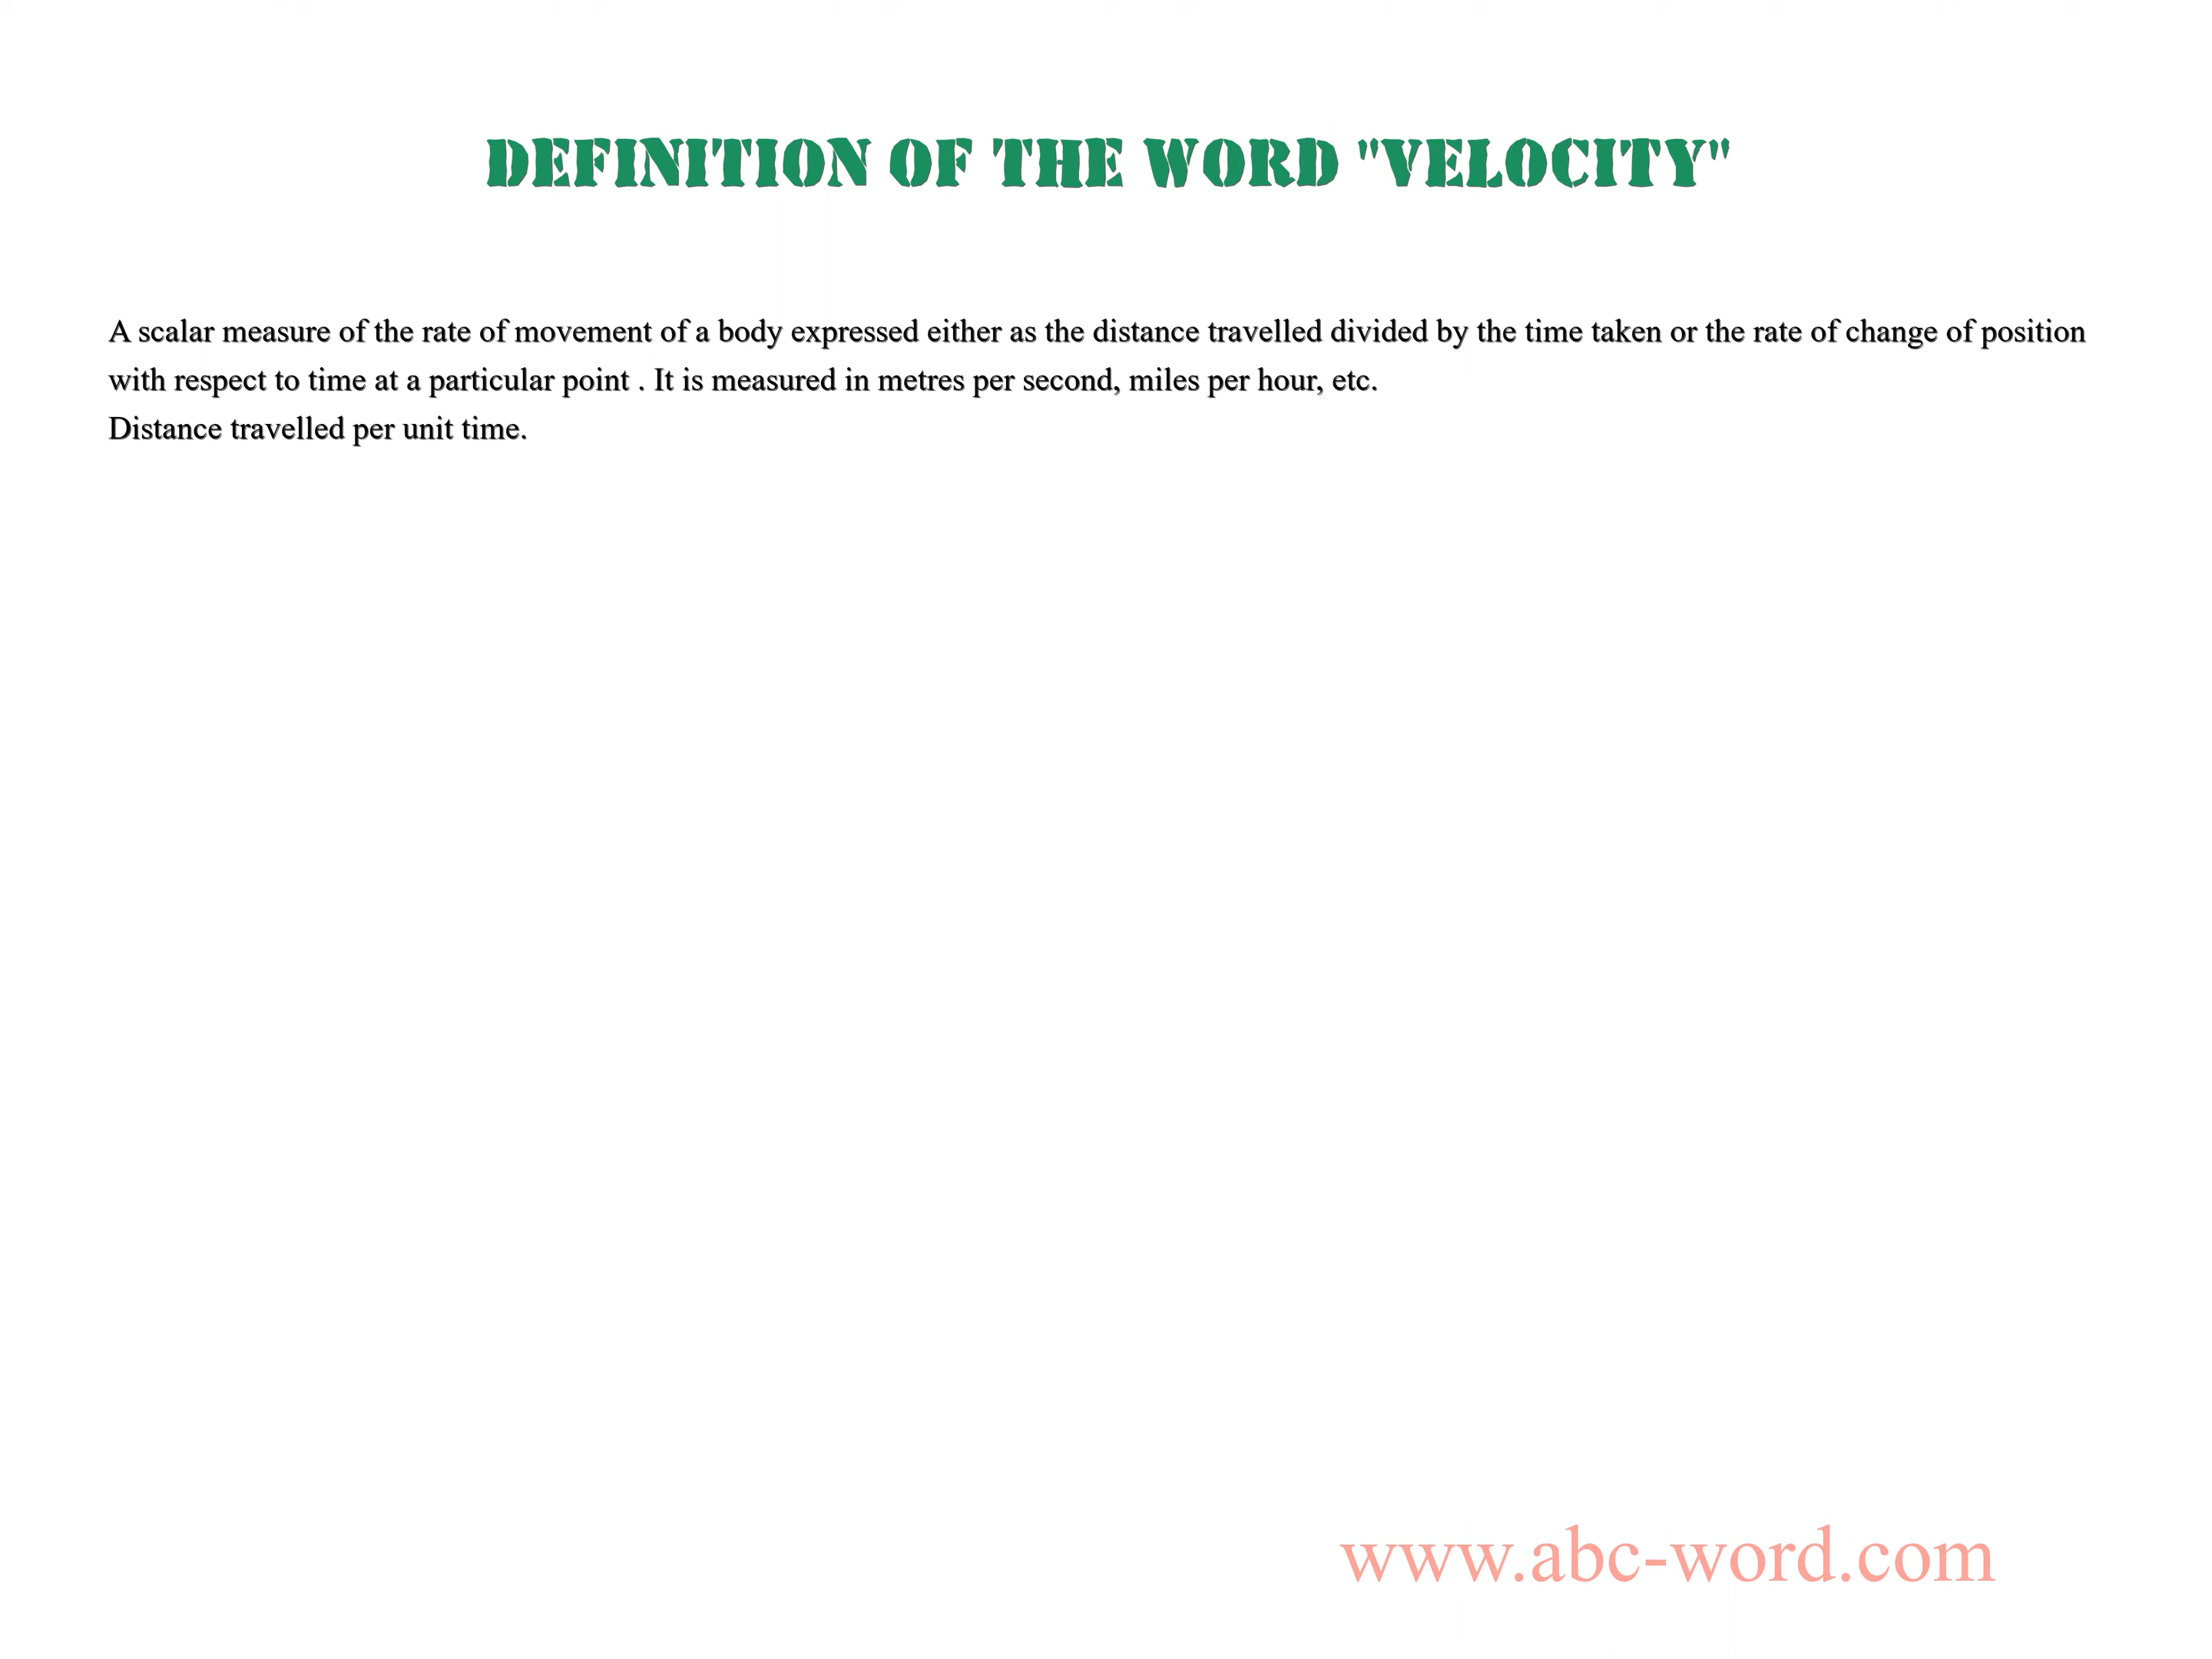 DEFINITION OF THE WORD "VELOCITY"
A scalar measure of the rate of movement of a body expressed either as the distance travelled divided by the time taken or the rate of change of position
with respect to time at a particular point . It is measured in metres per second, miles per hour, etc.
Distance travelled per unit time.
www.abc-word.com